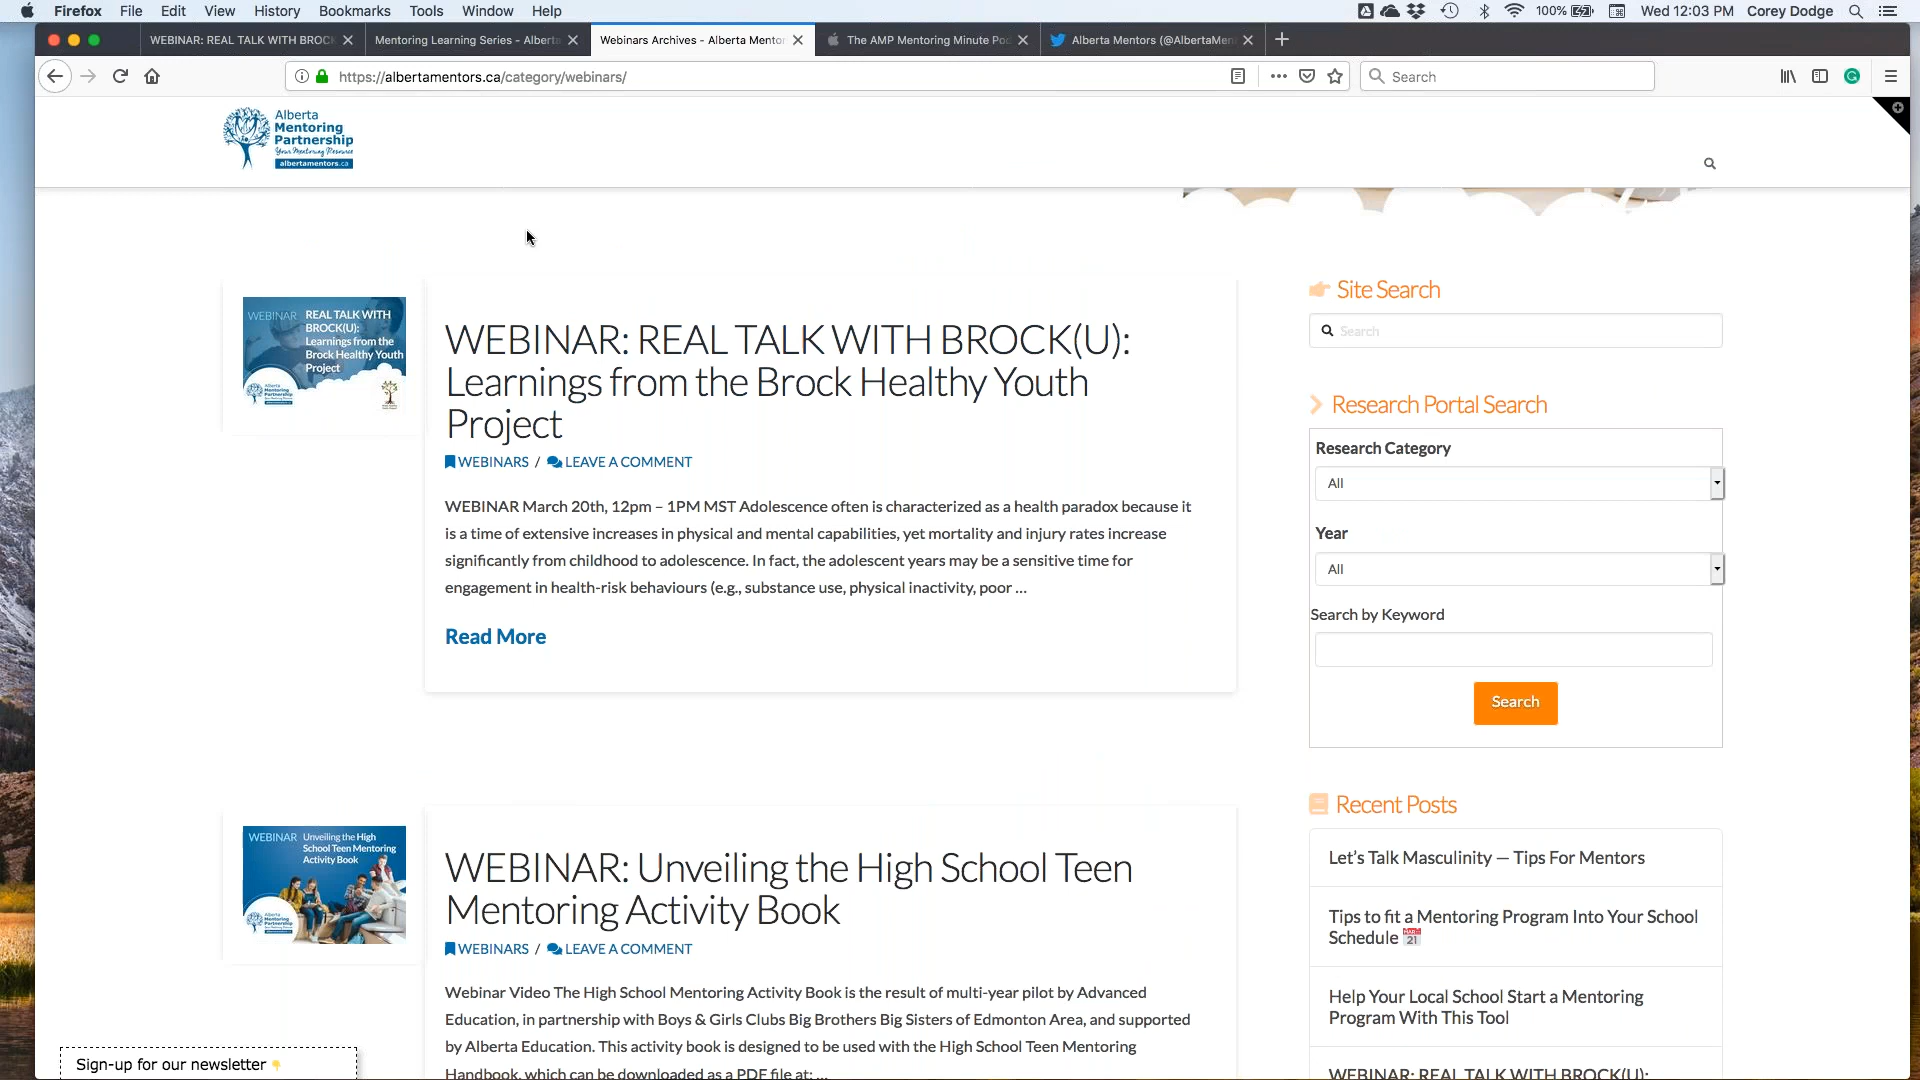 Firefox File Edit View History Bookmarks Tools Window Help
100% Wed 12:03 PM Corey Dodge
WEBINAR: REAL TALK WITH BROC
Mentoring Learning Series - Alberta
Webinars Archives - Alberta Mentor
The AMP Mentoring Minute Pod
Alberta Mentors (@AlbertaMen
https://albertamentors.ca/category/webinars/
Search
Alberta
Mentoring
Partnership
Your Mentoring Resource
albertamentors.ca
WEBINAR REAL TALK WITH
BROCK(U):
Learnings from the
Brock Healthy Youth
Project
WEBINAR: REAL TALK WITH BROCK(U):
Learnings from the Brock Healthy Youth
Project
WEBINARS / LEAVE A COMMENT
WEBINAR March 20th, 12pm – 1PM MST Adolescence often is characterized as a health paradox because it
is a time of extensive increases in physical and mental capabilities, yet mortality and injury rates increase
significantly from childhood to adolescence. In fact, the adolescent years may be a sensitive time for
engagement in health-risk behaviours (e.g., substance use, physical inactivity, poor ...
Read More
WEBINAR Unveiling the High
School Teen Mentoring
Activity Book
WEBINAR: Unveiling the High School Teen
Mentoring Activity Book
WEBINARS / LEAVE A COMMENT
Webinar Video The High School Mentoring Activity Book is the result of multi-year pilot by Advanced
Education, in partnership with Boys & Girls Clubs Big Brothers Big Sisters of Edmonton Area, and supported
by Alberta Education. This activity book is designed to be used with the High School Teen Mentoring
Handbook, which can be downloaded as a PDF file at: ...
Sign-up for our newsletter
Site Search
Search
Research Portal Search
Research Category
All
Year
All
Search by Keyword
Search
Recent Posts
Let's Talk Masculinity — Tips For Mentors
Tips to fit a Mentoring Program Into Your School
Schedule 📅
Help Your Local School Start a Mentoring
Program With This Tool
WEBINAR: REAL TALK WITH BROCK(U):